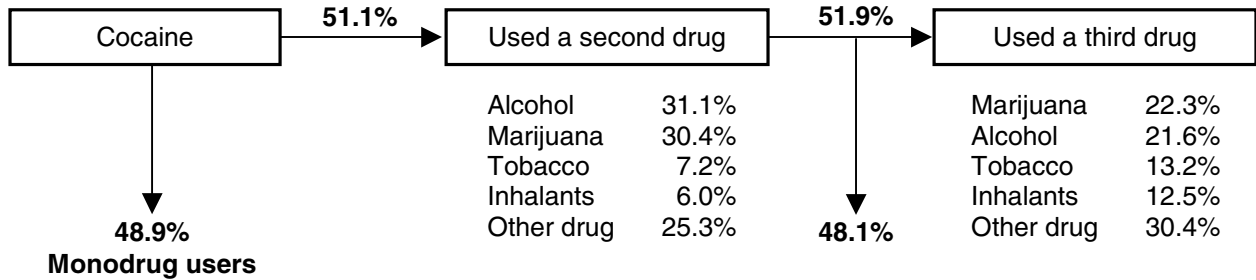 51.1% 51.9%
Cocaine Used a second drug Used a third drug
Alcohol 31.1% Marijuana 22.3%
Marijuana 30.4% Alcohol 21.6%
Tobacco 7.2% Tobacco 13.2%
Inhalants 6.0% Inhalants 12.5%
48.9% Other drug 25.3% 48.1% Other drug 30.4%
Monodrug users